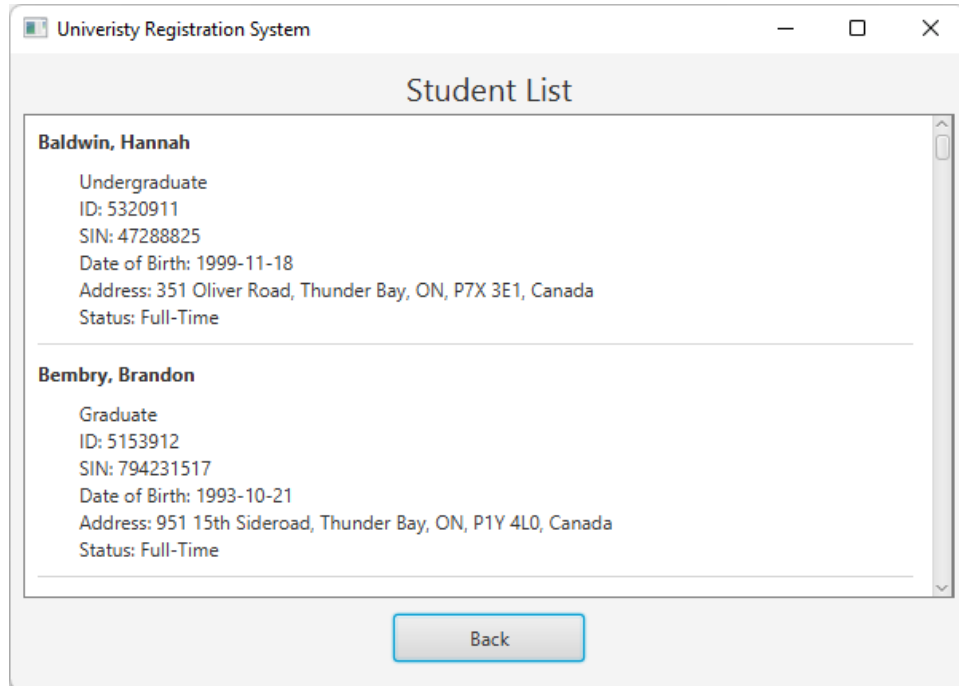 Univeristy Registration System
Student List
Baldwin, Hannah
Undergraduate
ID: 5320911
SIN: 47288825
Date of Birth: 1999-11-18
Address: 351 Oliver Road, Thunder Bay, ON, P7X 3E1, Canada
Status: Full-Time
Bembry, Brandon
Graduate
ID: 5153912
SIN: 794231517
Date of Birth: 1993-10-21
Address: 951 15th Sideroad, Thunder Bay, ON, P1Y 4L0, Canada
Status: Full-Time
Back